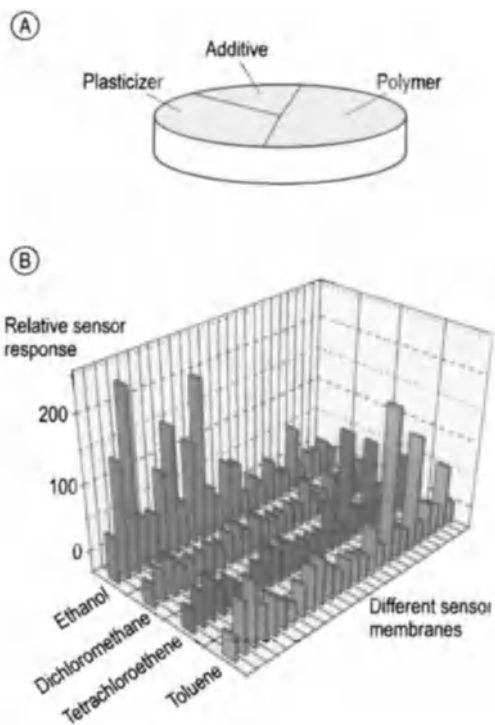 A
Additive
Plasticizer
Polymer
B
Relative sensor
response
200
100
0
Ethanol
Dichloromethane
Tetrachloroethene
Toluene
Different sensor
membranes